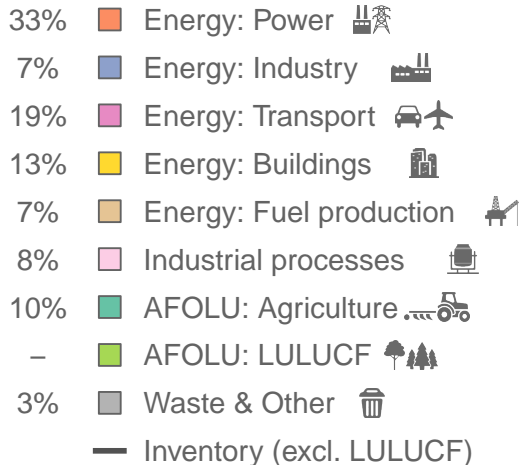 33% Energy: Power
7% Energy: Industry
19% Energy: Transport
13% Energy: Buildings
7% Energy: Fuel production
8% Industrial processes
10% AFOLU: Agriculture
– AFOLU: LULUCF
3% Waste & Other
Inventory (excl. LULUCF)